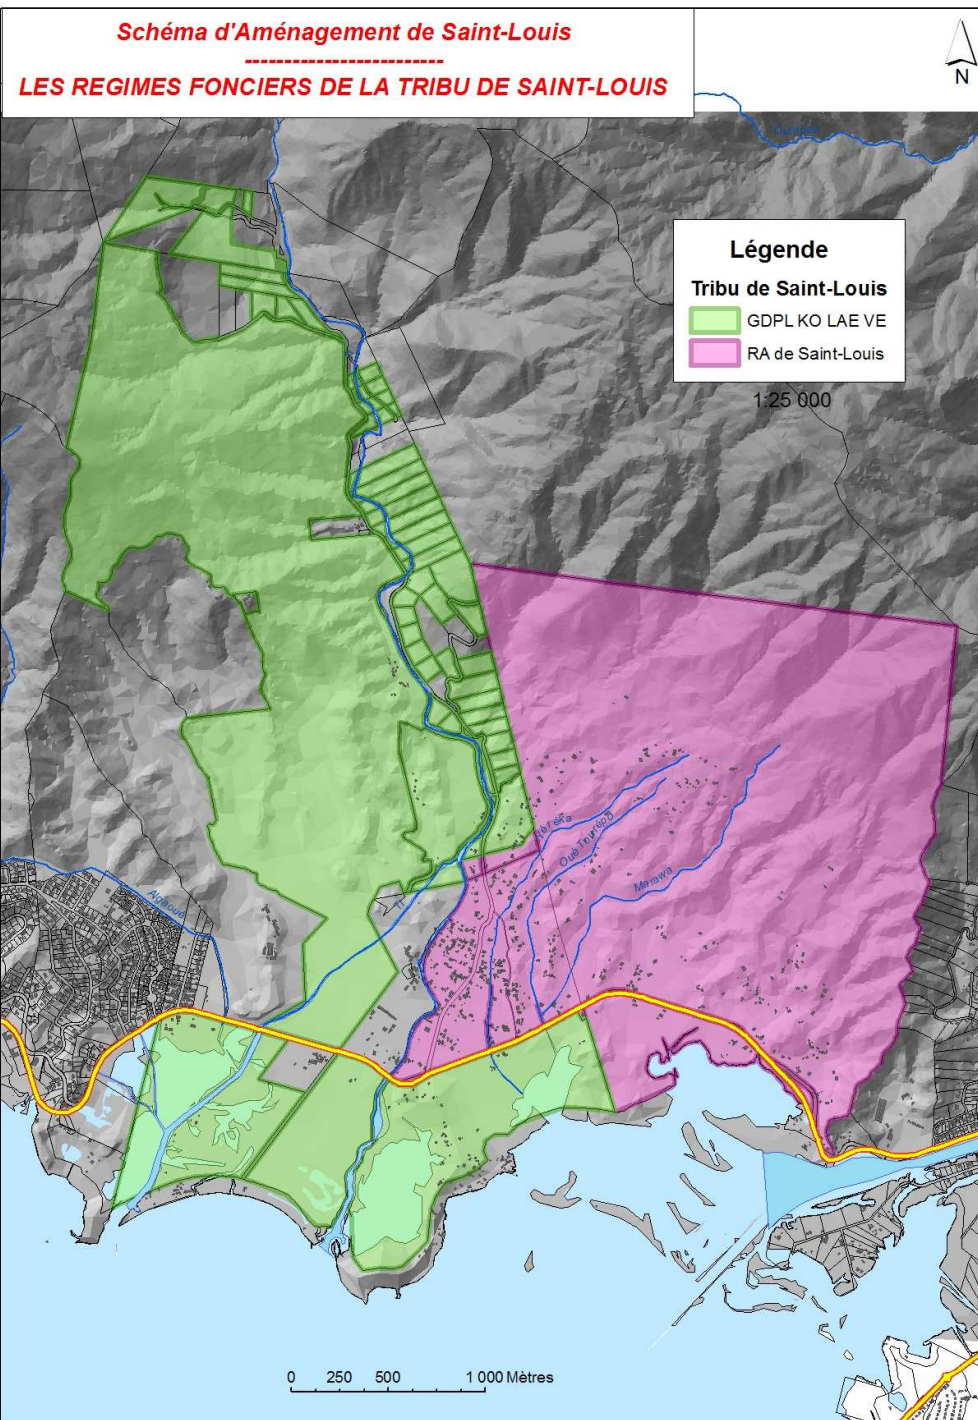 Schéma d'Aménagement de Saint-Louis
-------------------------
LES REGIMES FONCIERS DE LA TRIBU DE SAINT-LOUIS
N
Légende
Tribu de Saint-Louis
GDPL KO LAE VE
RA de Saint-Louis
1:25 000
Marawa
0 250 500 1 000 Mètres